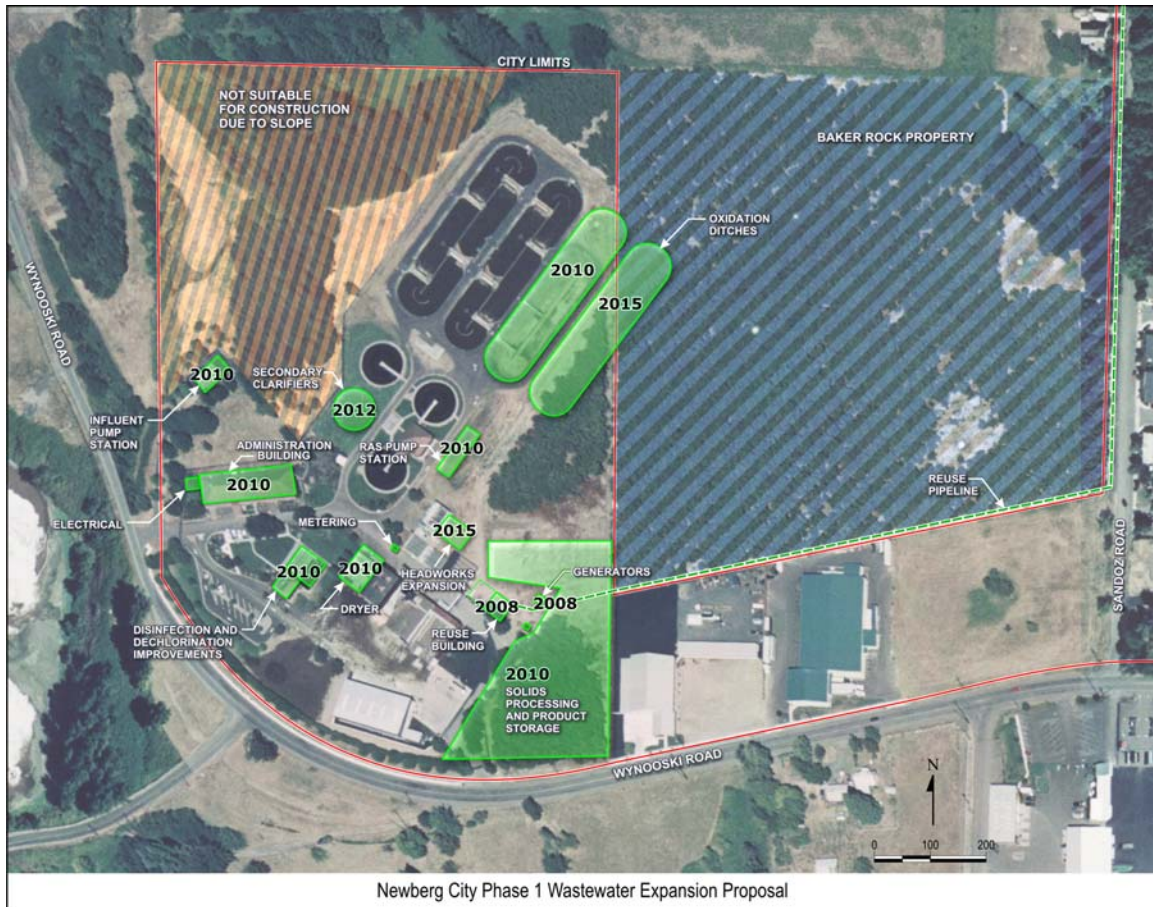 CITY LIMITS
NOT SUITABLE
FOR CONSTRUCTION
DUE TO SLOPE
BAKER ROCK PROPERTY
OXIDATION
DITCHES
2010
2015
WYNOOSKI ROAD
2010
SECONDARY
CLARIFIERS
2012
INFLUENT
PUMP
STATION
ADMINISTRATION
BUILDING
2010
RAS PUMP
STATION
2010
ELECTRICAL
METERING
2015
HEADWORKS
EXPANSION
REUSE
PIPELINE
SANDOZ ROAD
2010
2010
DRYER
GENERATORS
2008
2008
REUSE
BUILDING
DISINFECTION AND
DECHLORINATION
IMPROVEMENTS
2010
SOLIDS
PROCESSING
AND PRODUCT
STORAGE
WYNOOSKI ROAD
N
0 100 200
Newberg City Phase 1 Wastewater Expansion Proposal